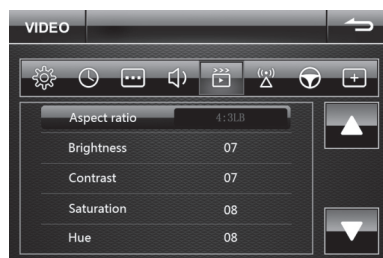 VIDEO
Aspect ratio 4:3LB
Brightness 07
Contrast 07
Saturation 08
Hue 08